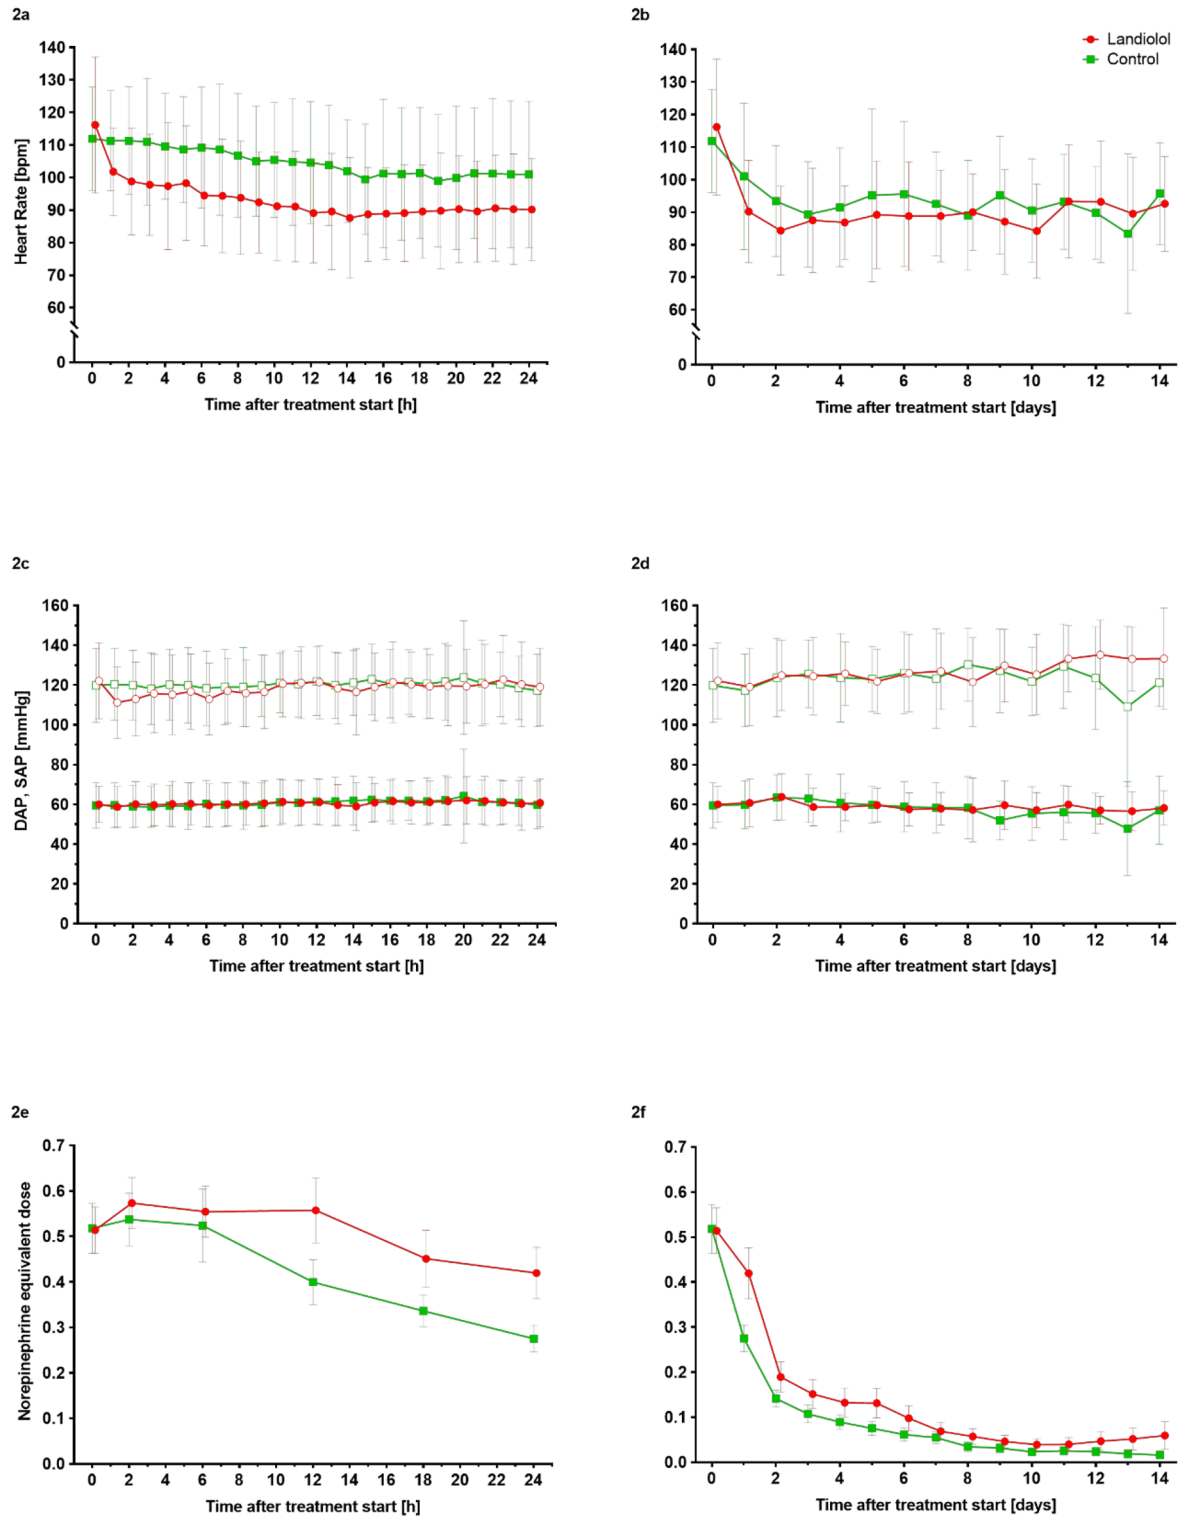 2a
Heart Rate [bpm]
140
130
120
110
100
90
80
70
60
0
0 2 4 6 8 10 12 14 16 18 20 22 24
Time after treatment start [h]
2b
Landiolol
Control
140
130
120
110
100
90
80
70
60
0
0 2 4 6 8 10 12 14
Time after treatment start [days]
2c
DAP, SAP [mmHg]
160
140
120
100
80
60
40
20
0
0 2 4 6 8 10 12 14 16 18 20 22 24
Time after treatment start [h]
2d
160
140
120
100
80
60
40
20
0
0 2 4 6 8 10 12 14
Time after treatment start [days]
2e
Norepinephrine equivalent dose
0.7
0.6
0.5
0.4
0.3
0.2
0.1
0.0
0 2 4 6 8 10 12 14 16 18 20 22 24
Time after treatment start [h]
2f
0.7
0.6
0.5
0.4
0.3
0.2
0.1
0.0
0 2 4 6 8 10 12 14
Time after treatment start [days]